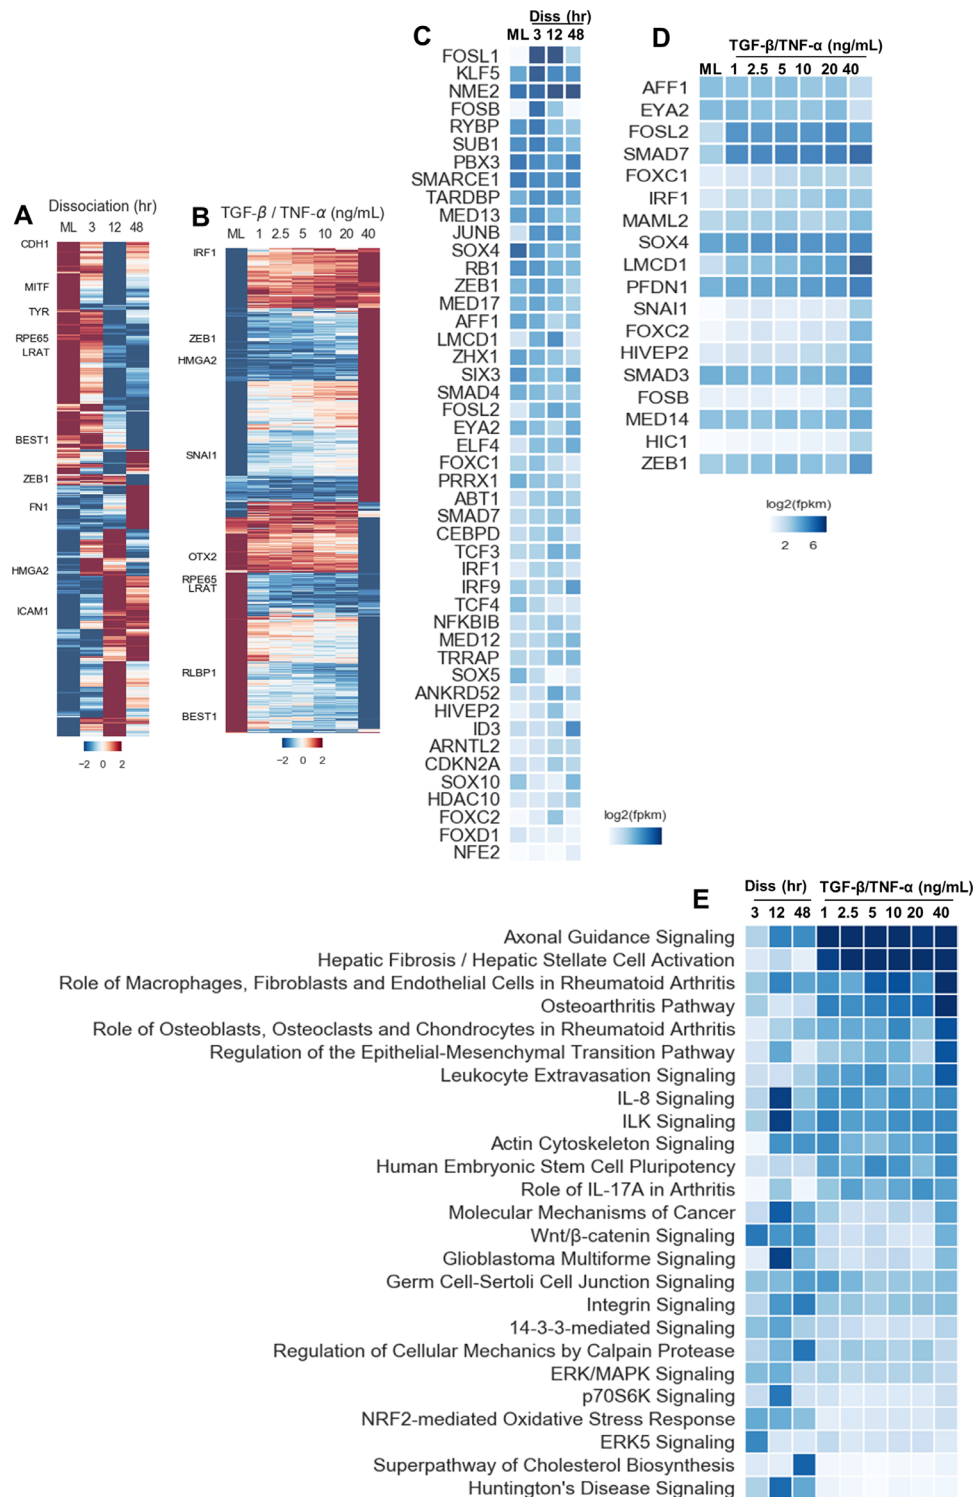 A
Dissociation (hr)
ML 3 12 48
CDH1
MITF
TYR
RPE65
LRAT
BEST1
ZEB1
FN1
HMGA2
ICAM1
−2 0 2
B
TGF-β / TNF-α (ng/mL)
ML 1 2.5 5 10 20 40
IRF1
ZEB1
HMGA2
SNAI1
OTX2
RPE65
LRAT
RLBP1
BEST1
−2 0 2
C
Diss (hr)
ML 3 12 48
FOSL1
KLF5
NME2
FOSB
RYBP
SUB1
PBX3
SMARCE1
TARDBP
MED13
JUNB
SOX4
RB1
ZEB1
MED17
AFF1
LMCD1
ZHX1
SIX3
SMAD4
FOSL2
EYA2
ELF4
FOXC1
PRRX1
ABT1
SMAD7
CEBPD
TCF3
IRF1
IRF9
TCF4
NFKBIB
MED12
TRRAP
SOX5
ANKRD52
HIVEP2
ID3
ARNTL2
CDKN2A
SOX10
HDAC10
FOXC2
FOXD1
NFE2
log2(fpkm)
D
TGF-β/TNF-α (ng/mL)
ML 1 2.5 5 10 20 40
AFF1
EYA2
FOSL2
SMAD7
FOXC1
IRF1
MAML2
SOX4
LMCD1
PFDN1
SNAI1
FOXC2
HIVEP2
SMAD3
FOSB
MED14
HIC1
ZEB1
log2(fpkm)
2 6
E
Diss (hr) TGF-β/TNF-α (ng/mL)
3 12 48 1 2.5 5 10 20 40
Axonal Guidance Signaling
Hepatic Fibrosis / Hepatic Stellate Cell Activation
Role of Macrophages, Fibroblasts and Endothelial Cells in Rheumatoid Arthritis
Osteoarthritis Pathway
Role of Osteoblasts, Osteoclasts and Chondrocytes in Rheumatoid Arthritis
Regulation of the Epithelial-Mesenchymal Transition Pathway
Leukocyte Extravasation Signaling
IL-8 Signaling
ILK Signaling
Actin Cytoskeleton Signaling
Human Embryonic Stem Cell Pluripotency
Role of IL-17A in Arthritis
Molecular Mechanisms of Cancer
Wnt/β-catenin Signaling
Glioblastoma Multiforme Signaling
Germ Cell-Sertoli Cell Junction Signaling
Integrin Signaling
14-3-3-mediated Signaling
Regulation of Cellular Mechanics by Calpain Protease
ERK/MAPK Signaling
p70S6K Signaling
NRF2-mediated Oxidative Stress Response
ERK5 Signaling
Superpathway of Cholesterol Biosynthesis
Huntington's Disease Signaling